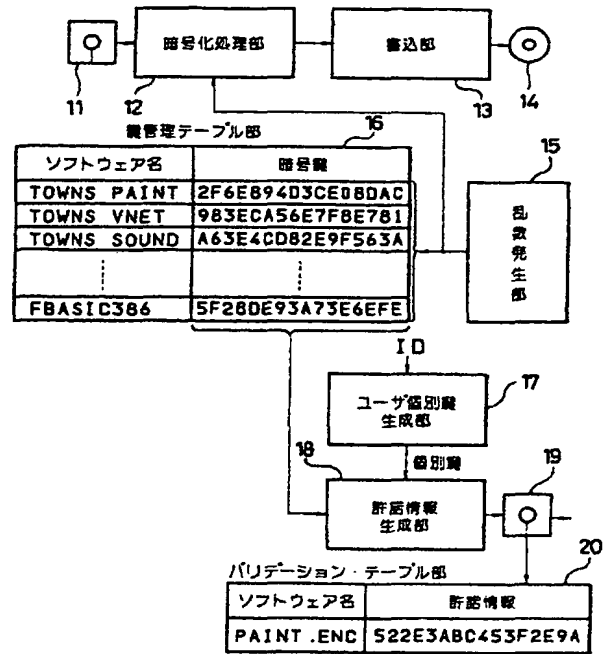 暗号化処理部
書込部
11
12
13
14
鍵管理テーブル部
16
15
ソフトウェア名 暗号鍵
TOWNS PAINT 2F6E894D3CE08DAC
TOWNS VNET 983ECA56E7F8E781
TOWNS SOUND A63E4CD82E9F563A
FBASIC386 5F28DE93A73E6EFE
乱数発生部
ID
ユーザ個別鍵
生成部
17
18
個別鍵
19
許諾情報
生成部
20
バリデーション・テーブル部
ソフトウェア名 許諾情報
PAINT.ENC 522E3ABC453F2E9A